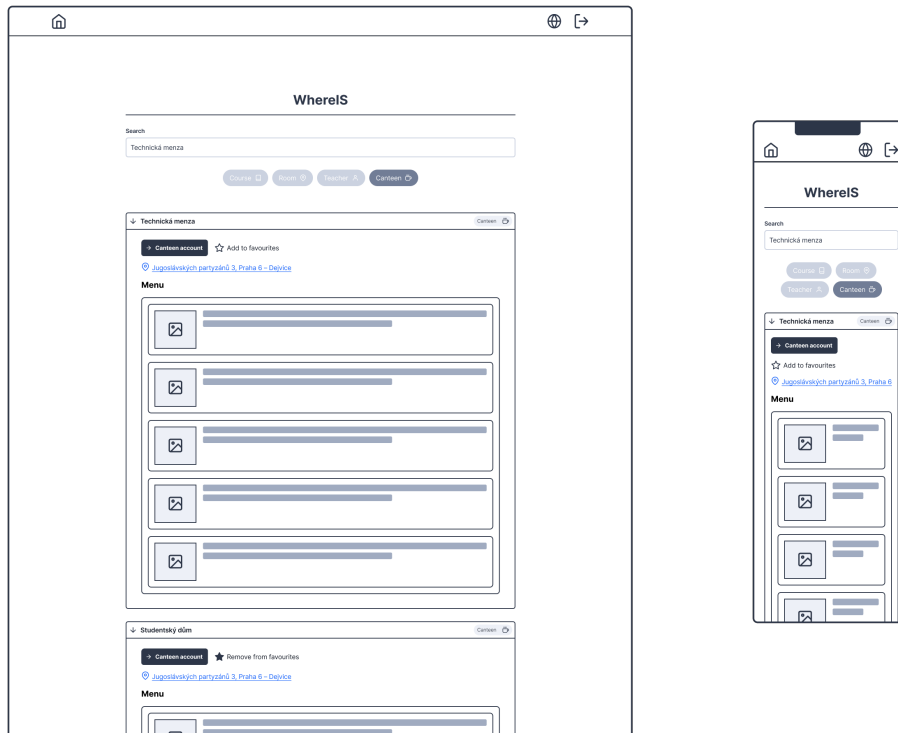 WhereIS
Search
Technická menza
Course Room Teacher Canteen
Technická menza Canteen
Canteen account Add to favourites
Jugoslávských partyzánů 3, Praha 6 – Dejvice
Menu
Studentský dům Canteen
Canteen account Remove from favourites
Jugoslávských partyzánů 3, Praha 6 – Dejvice
Menu
WhereIS
Search
Technická menza
Course Room
Teacher Canteen
Technická menza Canteen
Canteen account
Add to favourites
Jugoslávských partyzánů 3, Praha 6
Menu